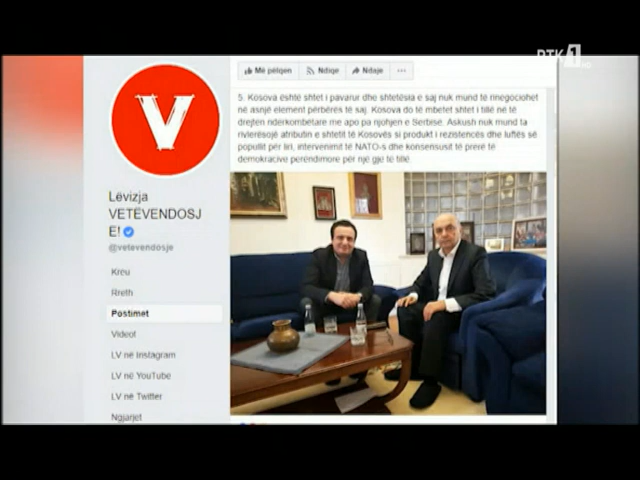 RTK1
V
Më pëlqen
Ndiqe
Ndaje
5. Kosova është shtet i pavarur dhe shtetësia e saj nuk mund të rinegociohet
në asnjë element përbërës të saj. Kosova do të mbetet shtet i tillë në të
drejten nderkombëtare me apo pa njohjen e Serbisë. Askush nuk mund ta
rivlerësojë atributin e shtetit të Kosovës si produkt i rezistencës dhe luftës së
popullit për liri, intervenimit të NATO-s dhe konsensusit të prerë të
demokracive perëndimore për një gjë të tillë.
Lëvizja
VETËVENDOSJ
E!
@vetevendosje
Kreu
Rreth
Postimet
Videot
LV në Instagram
LV në YouTube
LV në Twitter
Ngjarjet